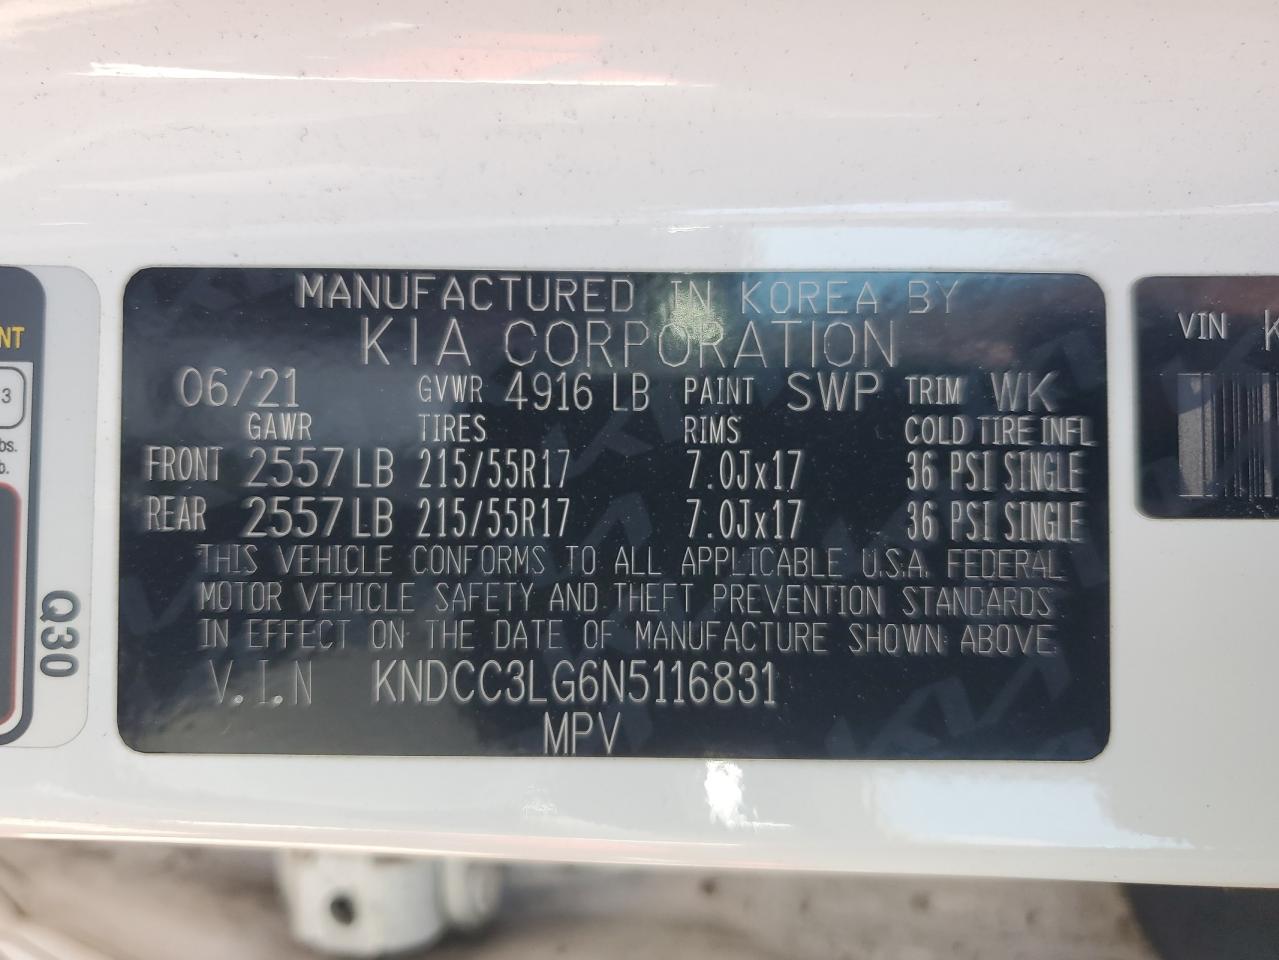 MANUFACTURED IN KOREA BY
KIA CORPORATION
06/21 GVWR 4916 LB PAINT SWP TRIM WK
GAWR TIRES RIMS COLD TIRE INFL
FRONT 2557 LB 215/55R17 7.0Jx17 36 PSI SINGLE
REAR 2557 LB 215/55R17 7.0Jx17 36 PSI SINGLE
THIS VEHICLE CONFORMS TO ALL APPLICABLE U.S.A. FEDERAL
MOTOR VEHICLE SAFETY AND THEFT PREVENTION STANDARDS
IN EFFECT ON THE DATE OF MANUFACTURE SHOWN ABOVE.
V.I.N KNDCC3LG6N5116831
MPV
NT
3
bs.
b.
Q30
VIN K